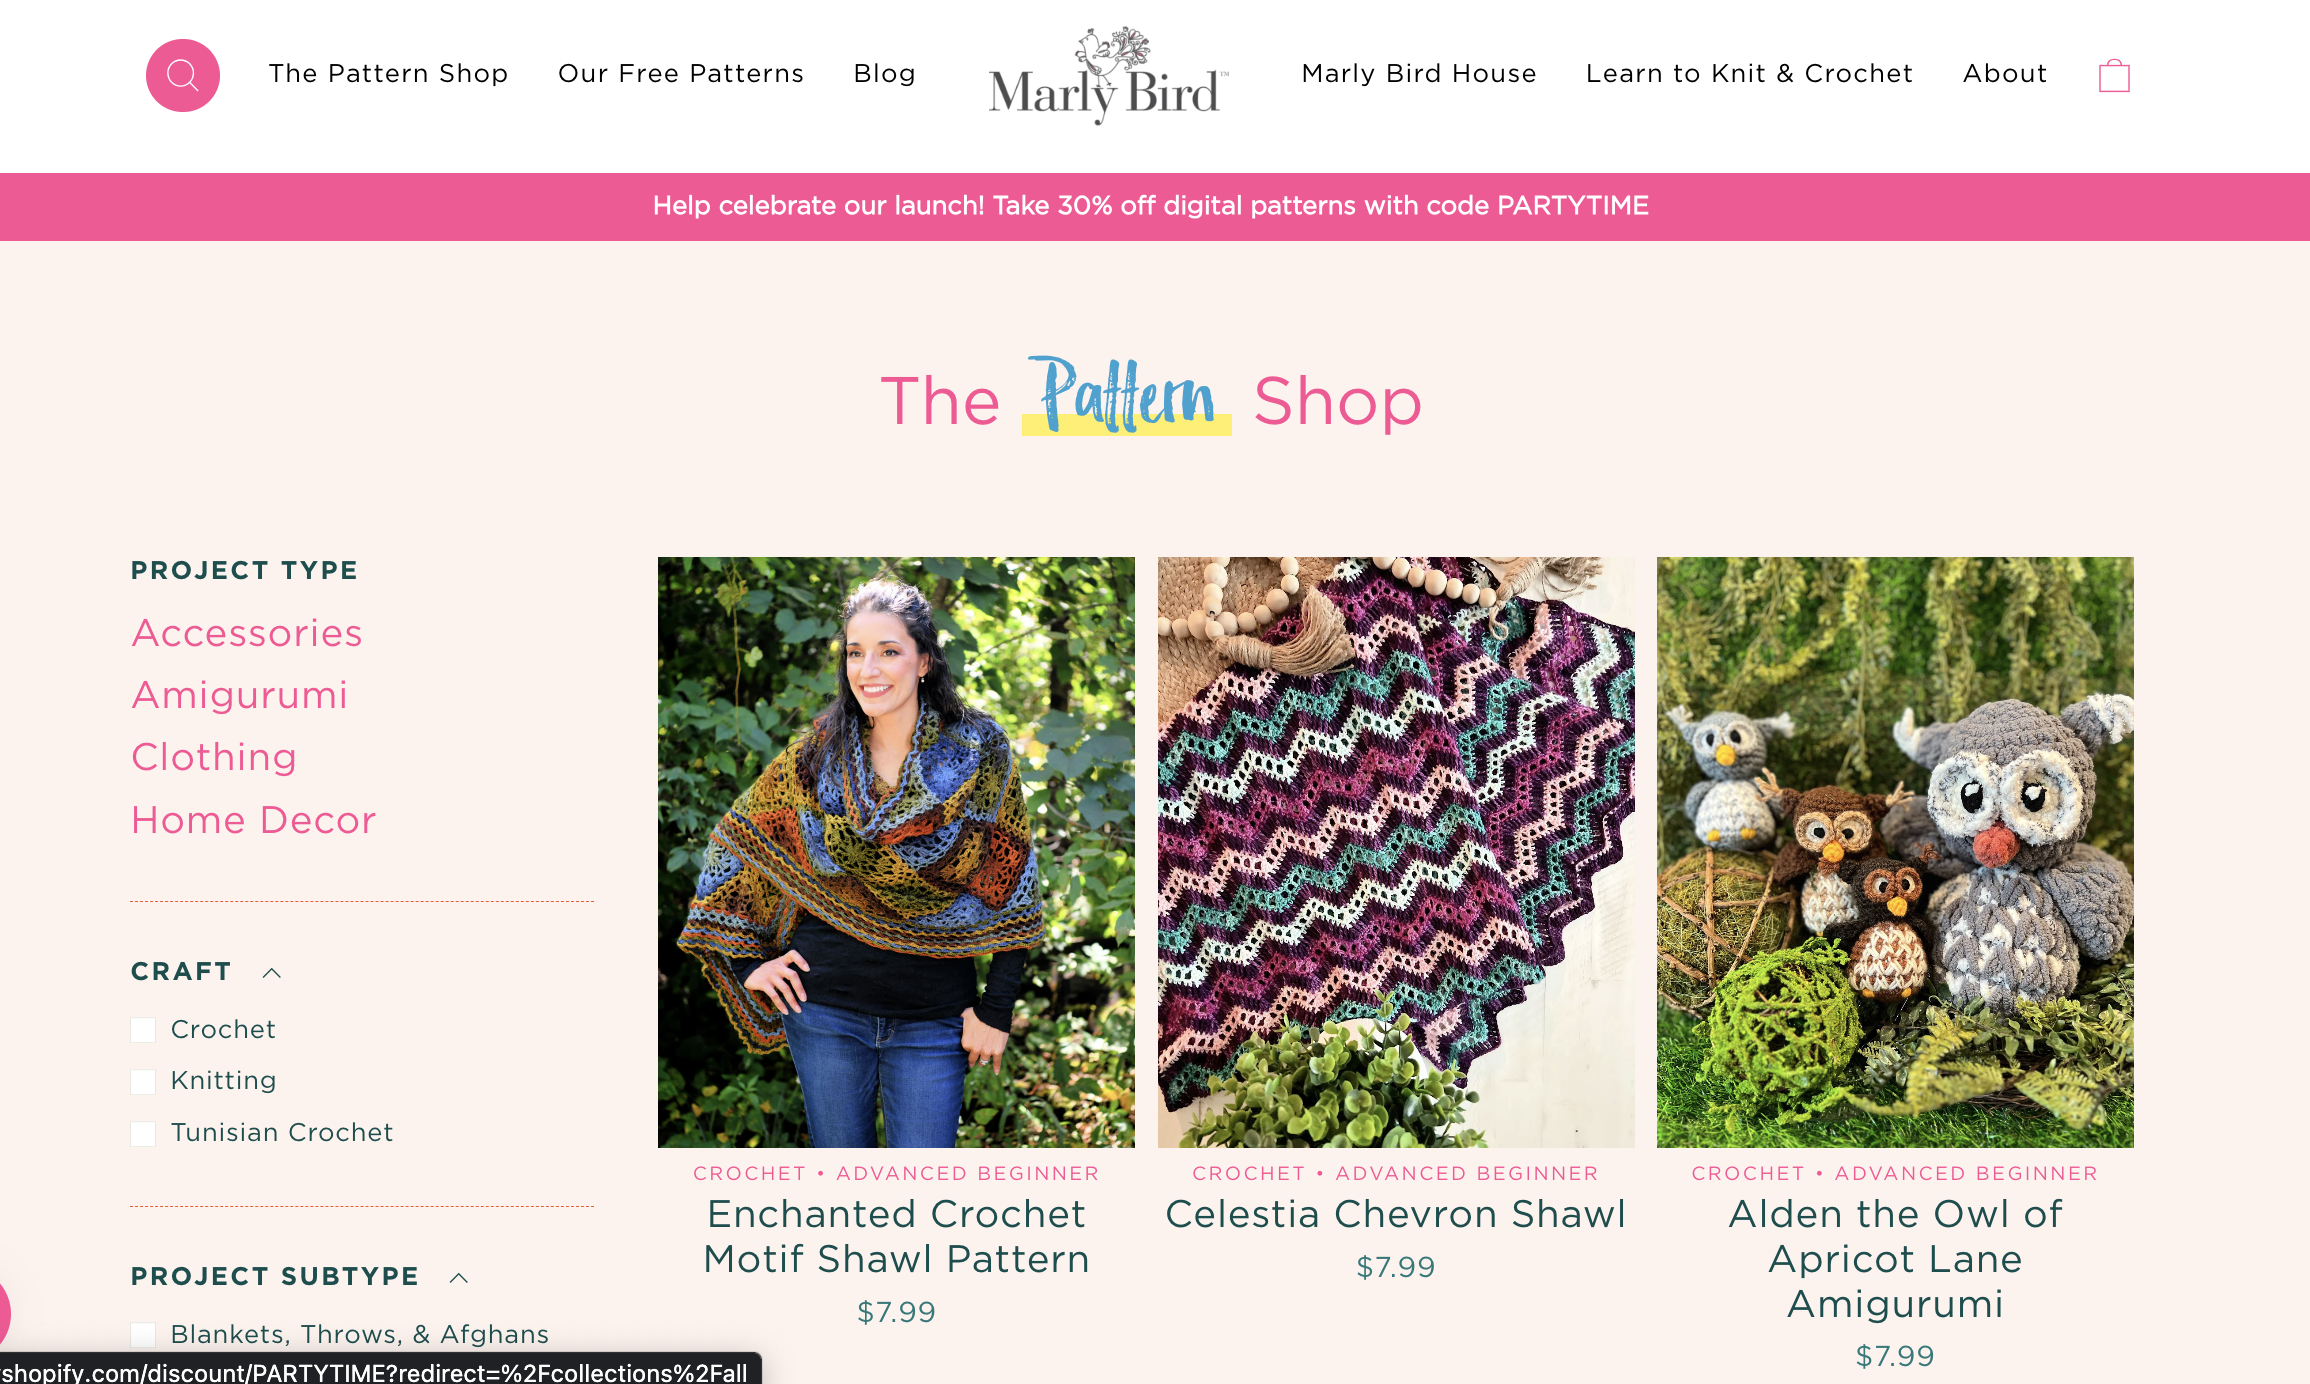 The Pattern Shop
Our Free Patterns
Blog
Marly Bird™
Marly Bird House
Learn to Knit & Crochet
About
Help celebrate our launch! Take 30% off digital patterns with code PARTYTIME
The Pattern Shop
PROJECT TYPE
Accessories
Amigurumi
Clothing
Home Decor
CRAFT
Crochet
Knitting
Tunisian Crochet
PROJECT SUBTYPE
Blankets, Throws, & Afghans
CROCHET • ADVANCED BEGINNER
Enchanted Crochet
Motif Shawl Pattern
$7.99
CROCHET • ADVANCED BEGINNER
Celestia Chevron Shawl
$7.99
CROCHET • ADVANCED BEGINNER
Alden the Owl of
Apricot Lane
Amigurumi
$7.99
shopify.com/discount/PARTYTIME?redirect=%2Fcollections%2Fall